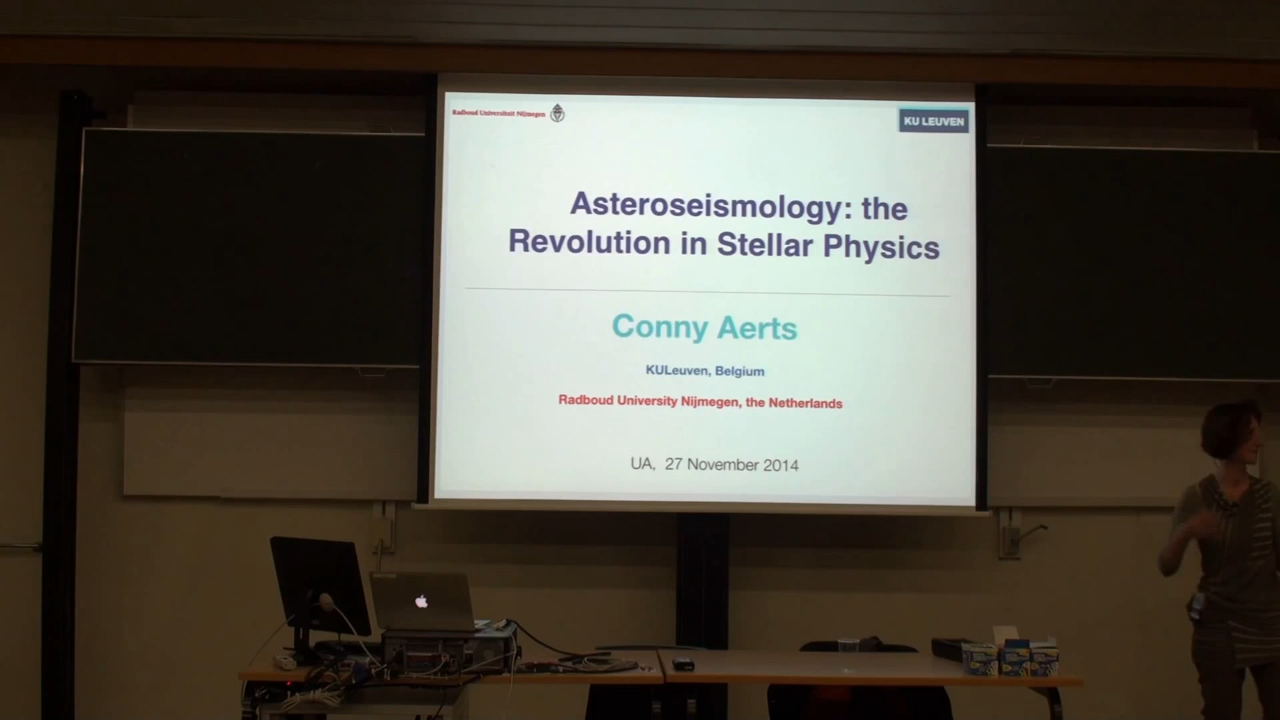 Radboud Universiteit Nijmegen
KU LEUVEN
Asteroseismology: the
Revolution in Stellar Physics
Conny Aerts
KULeuven, Belgium
Radboud University Nijmegen, the Netherlands
UA, 27 November 2014